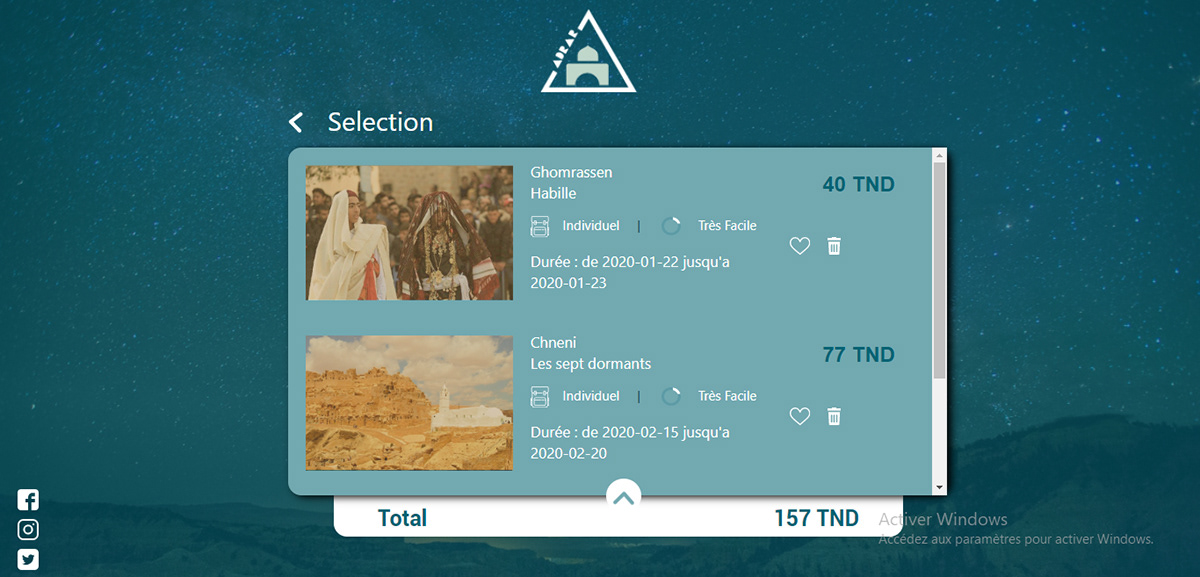 ADRAR
Selection
Ghomrassen
Habille
40 TND
Individuel | Très Facile
Durée : de 2020-01-22 jusqu'a
2020-01-23
Chneni
Les sept dormants
77 TND
Individuel | Très Facile
Durée : de 2020-02-15 jusqu'a
2020-02-20
Total 157 TND
Activer Windows
Accédez aux paramètres pour activer Windows.